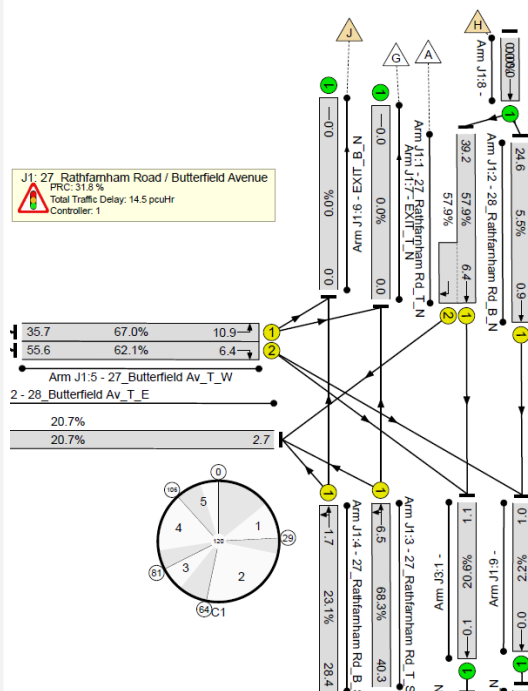 J
G
A
H
1
1
1
1
Arm J1:8 -
0.0
0.0%
0.0
Arm J1:6 - EXIT_B_N
0.0
0.0%
0.0
Arm J1:7 - EXIT_T_N
Arm J1:1 - 27_Rathfarnham Rd_T_N
39.2
57.9%
6.4
57.9%
Arm J1:2 - 28_Rathfarnham Rd_B_N
24.6
5.5%
0.9
J1: 27_Rathfarnham Road / Butterfield Avenue
PRC: 31.8 %
Total Traffic Delay: 14.5 pcuHr
Controller: 1
2
1
1
35.7 67.0% 10.9
1
55.6 62.1% 6.4
2
Arm J1:5 - 27_Butterfield Av_T_W
2 - 28_Butterfield Av_T_E
20.7%
20.7% 2.7
0
106
5
1
4
120
29
3
2
81
64
C1
1
1.7
23.1%
28.4
Arm J1:4 - 27_Rathfarnham Rd_B_S
1
6.5
68.3%
40.3
Arm J1:3 - 27_Rathfarnham Rd_T_S
1.1
20.6%
0.1
Arm J3:1 -
1
1.0
2.2%
0.0
Arm J1:9 -
1
N
N